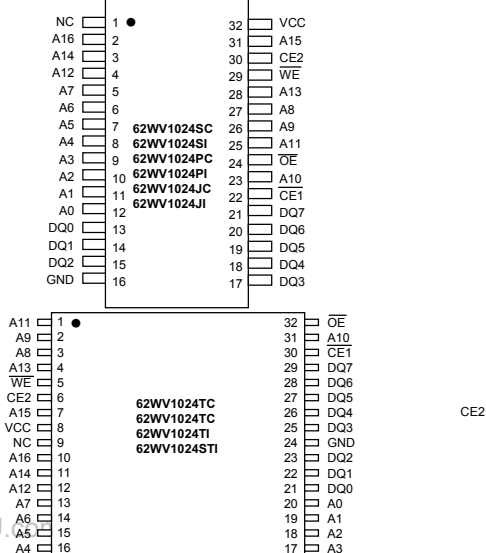 NC 1 32 VCC
A16 2 31 A15
A14 3 30 CE2
A12 4 29 WE
A7 5 28 A13
A6 6 27 A8
A5 7 62WV1024SC 26 A9
A4 8 62WV1024SI 25 A11
A3 9 62WV1024PC 24 OE
A2 10 62WV1024PI 23 A10
A1 11 62WV1024JC 22 CE1
A0 12 62WV1024JI 21 DQ7
DQ0 13 20 DQ6
DQ1 14 19 DQ5
DQ2 15 18 DQ4
GND 16 17 DQ3
A11 1 32 OE
A9 2 31 A10
A8 3 30 CE1
A13 4 29 DQ7
WE 5 28 DQ6
CE2 6 62WV1024TC 27 DQ5
A15 7 62WV1024TC 26 DQ4 CE2
VCC 8 62WV1024TI 25 DQ3
NC 9 62WV1024STI 24 GND
A16 10 23 DQ2
A14 11 22 DQ1
A12 12 21 DQ0
A7 13 20 A0
A6 14 19 A1
A5 15 18 A2
A4 16 17 A3